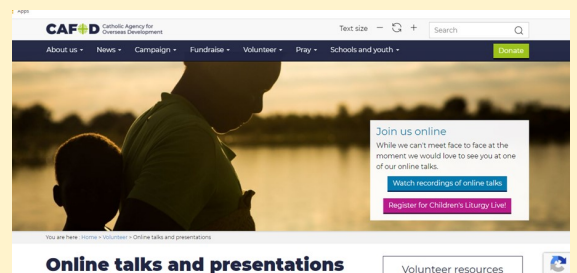 Apps
CAFOD Catholic Agency for
Overseas Development
Text size − +
Search
About us News Campaign Fundraise Volunteer Pray Schools and youth
Donate
Join us online
While we can't meet face to face at the
moment we would love to see you at one
of our online talks.
Watch recordings of online talks
Register for Children's Liturgy Live!
You are here : Home > Volunteer > Online talks and presentations
Online talks and presentations
Volunteer resources